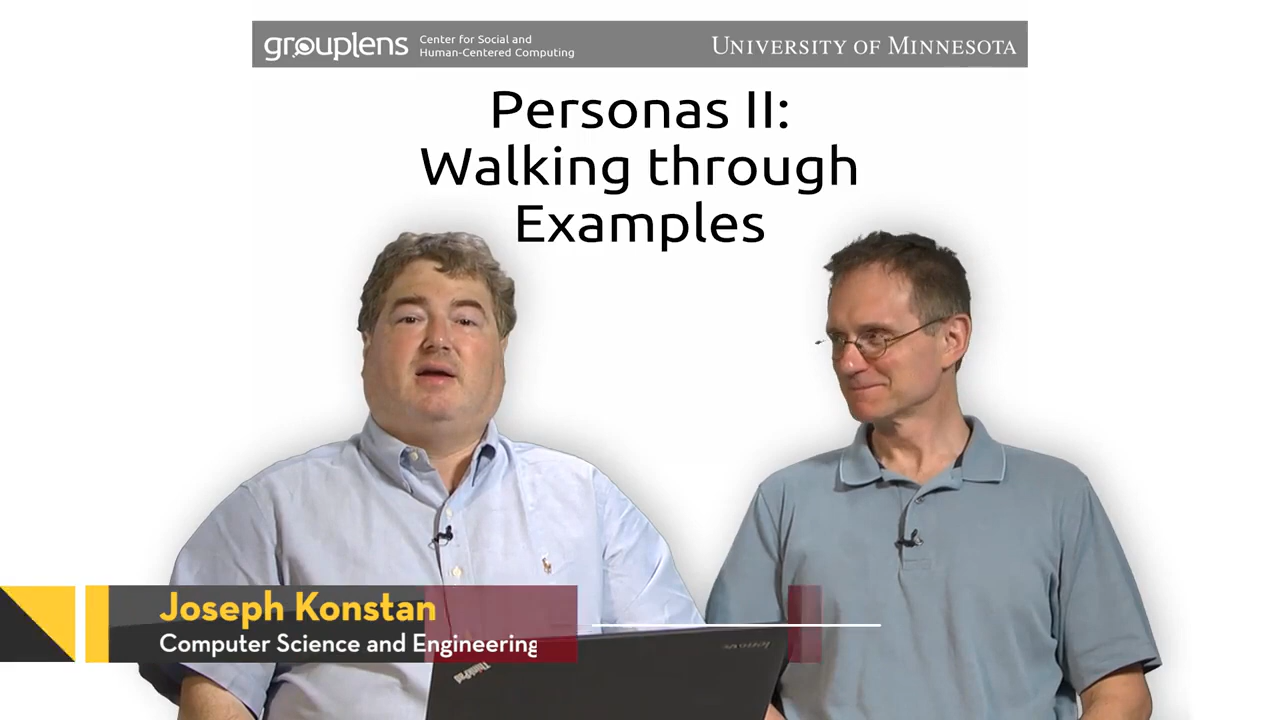 grouplens
Center for Social and
Human-Centered Computing
UNIVERSITY OF MINNESOTA
Personas II:
Walking through
Examples
Joseph Konstan
Computer Science and Engineering
ThinkPad
lenovo